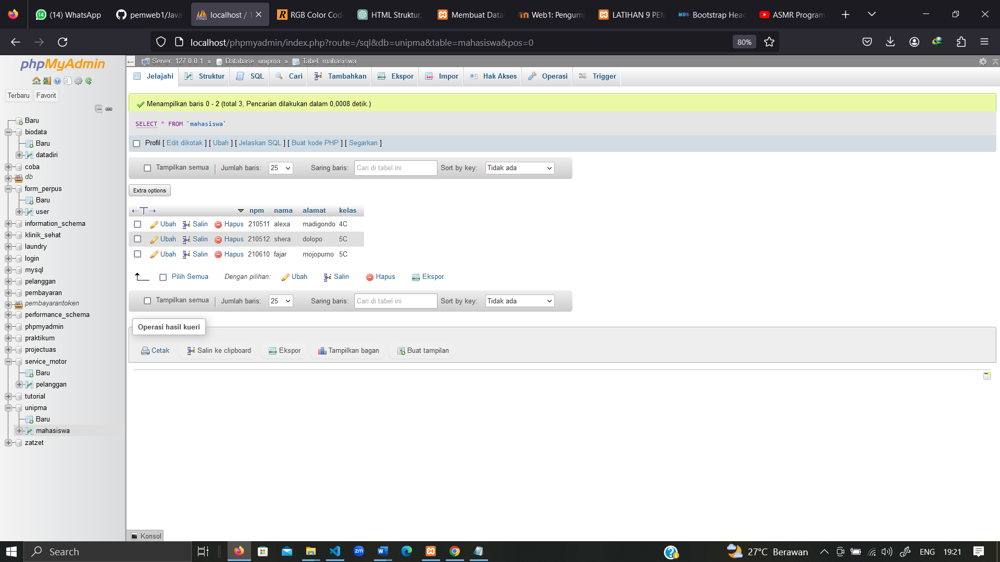 (14) WhatsApp
pemweb1/Java
localhost / 1
RGB Color Cod
HTML Struktur,
Membuat Data
Web1: Pengump
LATIHAN 9 PEM
Bootstrap Head
ASMR Program
localhost/phpmyadmin/index.php?route=/sql&db=unipma&table=mahasiswa&pos=0
80%
phpMyAdmin
Terbaru
Favorit
Baru
biodata
Baru
datadiri
coba
db
form_perpus
Baru
user
information_schema
klinik_sehat
laundry
login
mysql
pelanggan
pembayaran
pembayarantoken
performance_schema
phpmyadmin
praktikum
projectuas
service_motor
Baru
pelanggan
tutorial
unipma
Baru
mahasiswa
zatzet
Server: 127.0.0.1 » Database: unipma » Tabel: mahasiswa
Jelajahi Struktur SQL Cari Tambahkan Ekspor Impor Hak Akses Operasi Trigger
Menampilkan baris 0 - 2 (total 3, Pencarian dilakukan dalam 0,0008 detik.)
SELECT * FROM `mahasiswa`
Profil [ Edit dikotak ] [ Ubah ] [ Jelaskan SQL ] [ Buat kode PHP ] [ Segarkan ]
Tampilkan semua | Jumlah baris: 25 Saring baris: Cari di tabel ini Sort by key: Tidak ada
Extra options
←T→ npm nama alamat kelas
Ubah Salin Hapus 210511 alexa madigondo 4C
Ubah Salin Hapus 210512 shera dolopo 5C
Ubah Salin Hapus 210610 fajar mojopurno 5C
Pilih Semua Dengan pilihan: Ubah Salin Hapus Ekspor
Tampilkan semua | Jumlah baris: 25 Saring baris: Cari di tabel ini Sort by key: Tidak ada
Operasi hasil kueri
Cetak Salin ke clipboard Ekspor Tampilkan bagan Buat tampilan
Konsol
Search
27°C Berawan
ENG
19:21